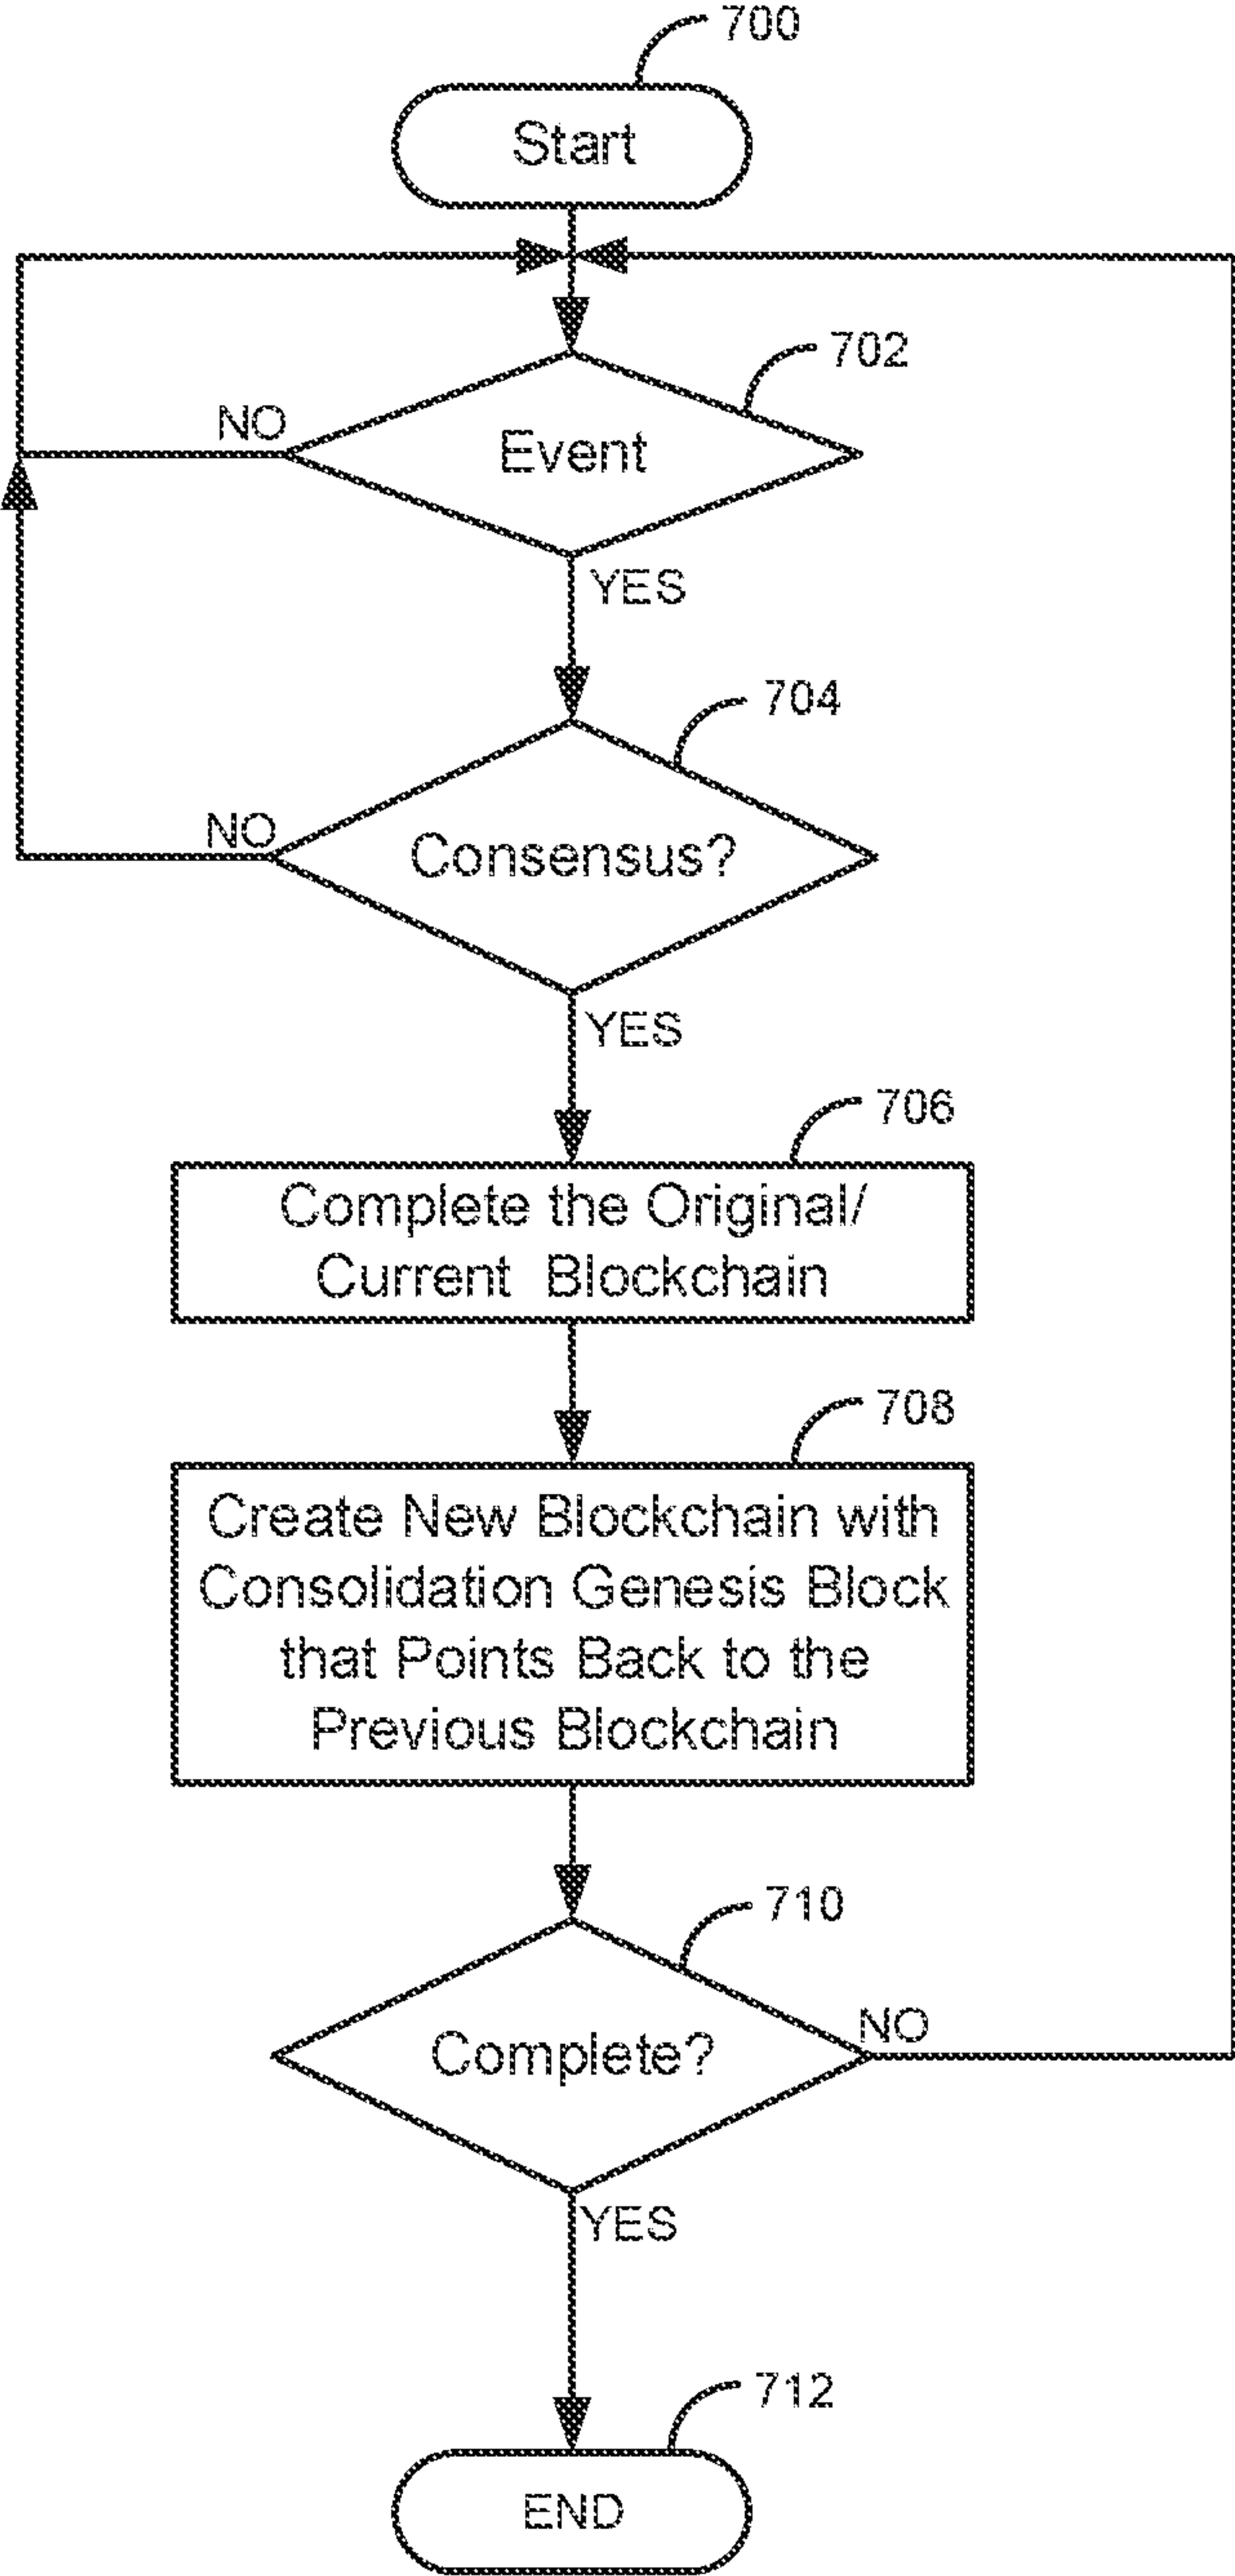 700
Start
702
NO
Event
YES
704
NO
Consensus?
YES
706
Complete the Original/
Current Blockchain
708
Create New Blockchain with
Consolidation Genesis Block
that Points Back to the
Previous Blockchain
710
NO
Complete?
YES
712
END